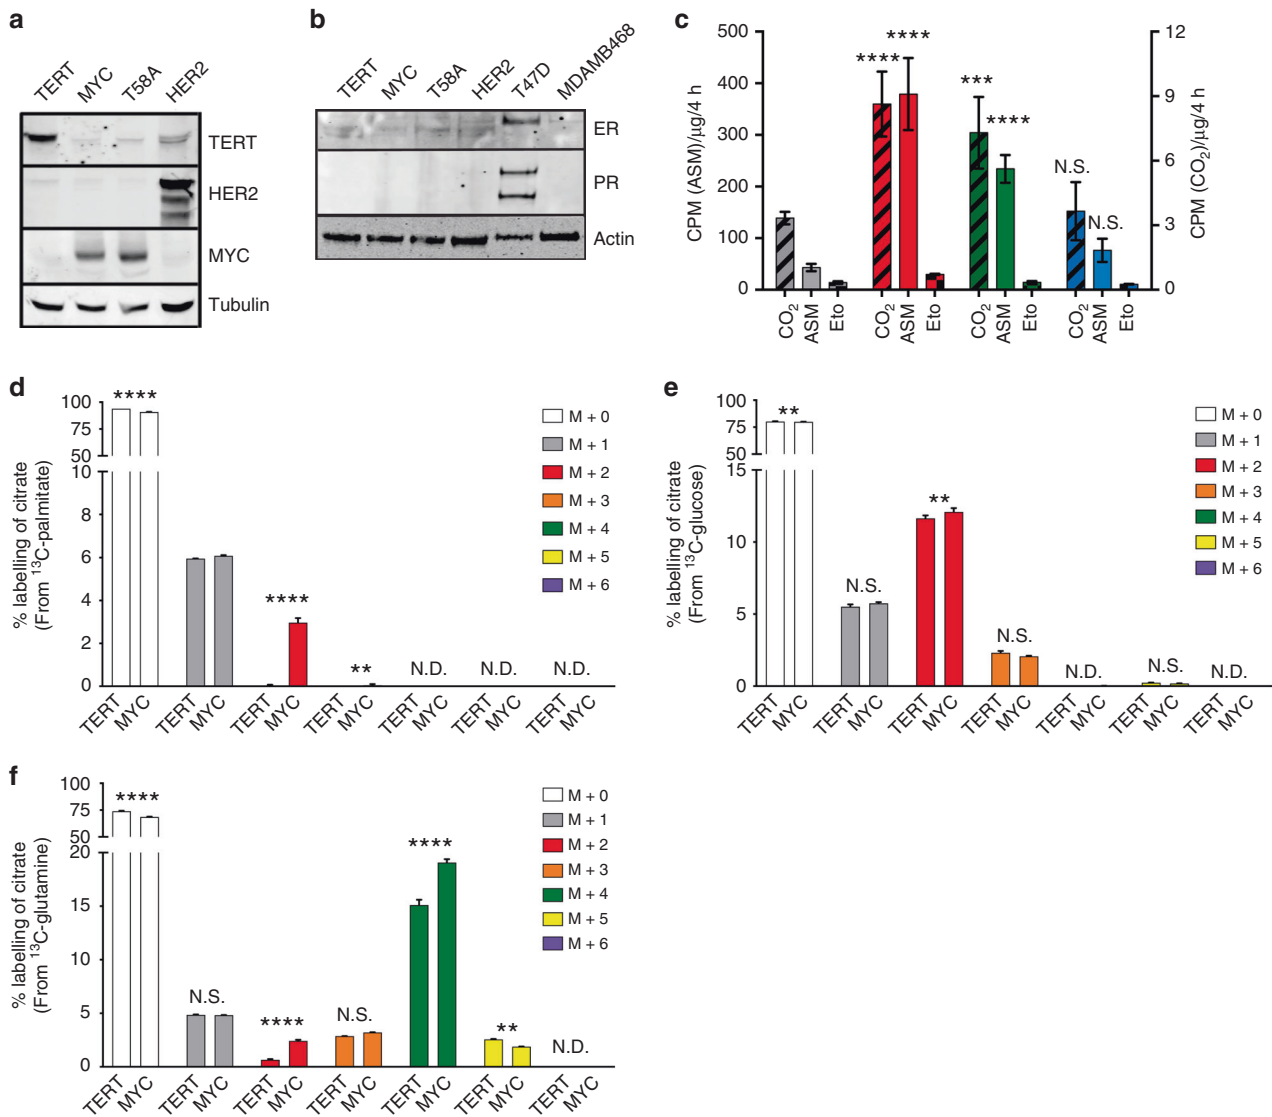 a
TERT MYC T58A HER2
TERT
HER2
MYC
Tubulin
b
TERT MYC T58A HER2 T47D MDAMB468
ER
PR
Actin
c
CPM (ASM)/μg/4 h
500
400
300
200
100
0
**** **** *** **** N.S. N.S.
12
9
6
3
0
CPM (CO₂)/μg/4 h
CO₂ ASM Eto CO₂ ASM Eto CO₂ ASM Eto CO₂ ASM Eto
d
% labelling of citrate
(From ¹³C-palmitate)
100
75
50
10
8
6
4
2
0
**** **** ** N.D. N.D. N.D.
TERT MYC TERT MYC TERT MYC TERT MYC TERT MYC TERT MYC TERT MYC
M + 0
M + 1
M + 2
M + 3
M + 4
M + 5
M + 6
e
% labelling of citrate
(From ¹³C-glucose)
100
75
50
15
10
5
0
** N.S. ** N.S. N.D. N.S. N.D.
TERT MYC TERT MYC TERT MYC TERT MYC TERT MYC TERT MYC TERT MYC
M + 0
M + 1
M + 2
M + 3
M + 4
M + 5
M + 6
f
% labelling of citrate
(From ¹³C-glutamine)
100
75
50
20
15
10
5
0
**** N.S. **** N.S. **** ** N.D.
TERT MYC TERT MYC TERT MYC TERT MYC TERT MYC TERT MYC TERT MYC
M + 0
M + 1
M + 2
M + 3
M + 4
M + 5
M + 6